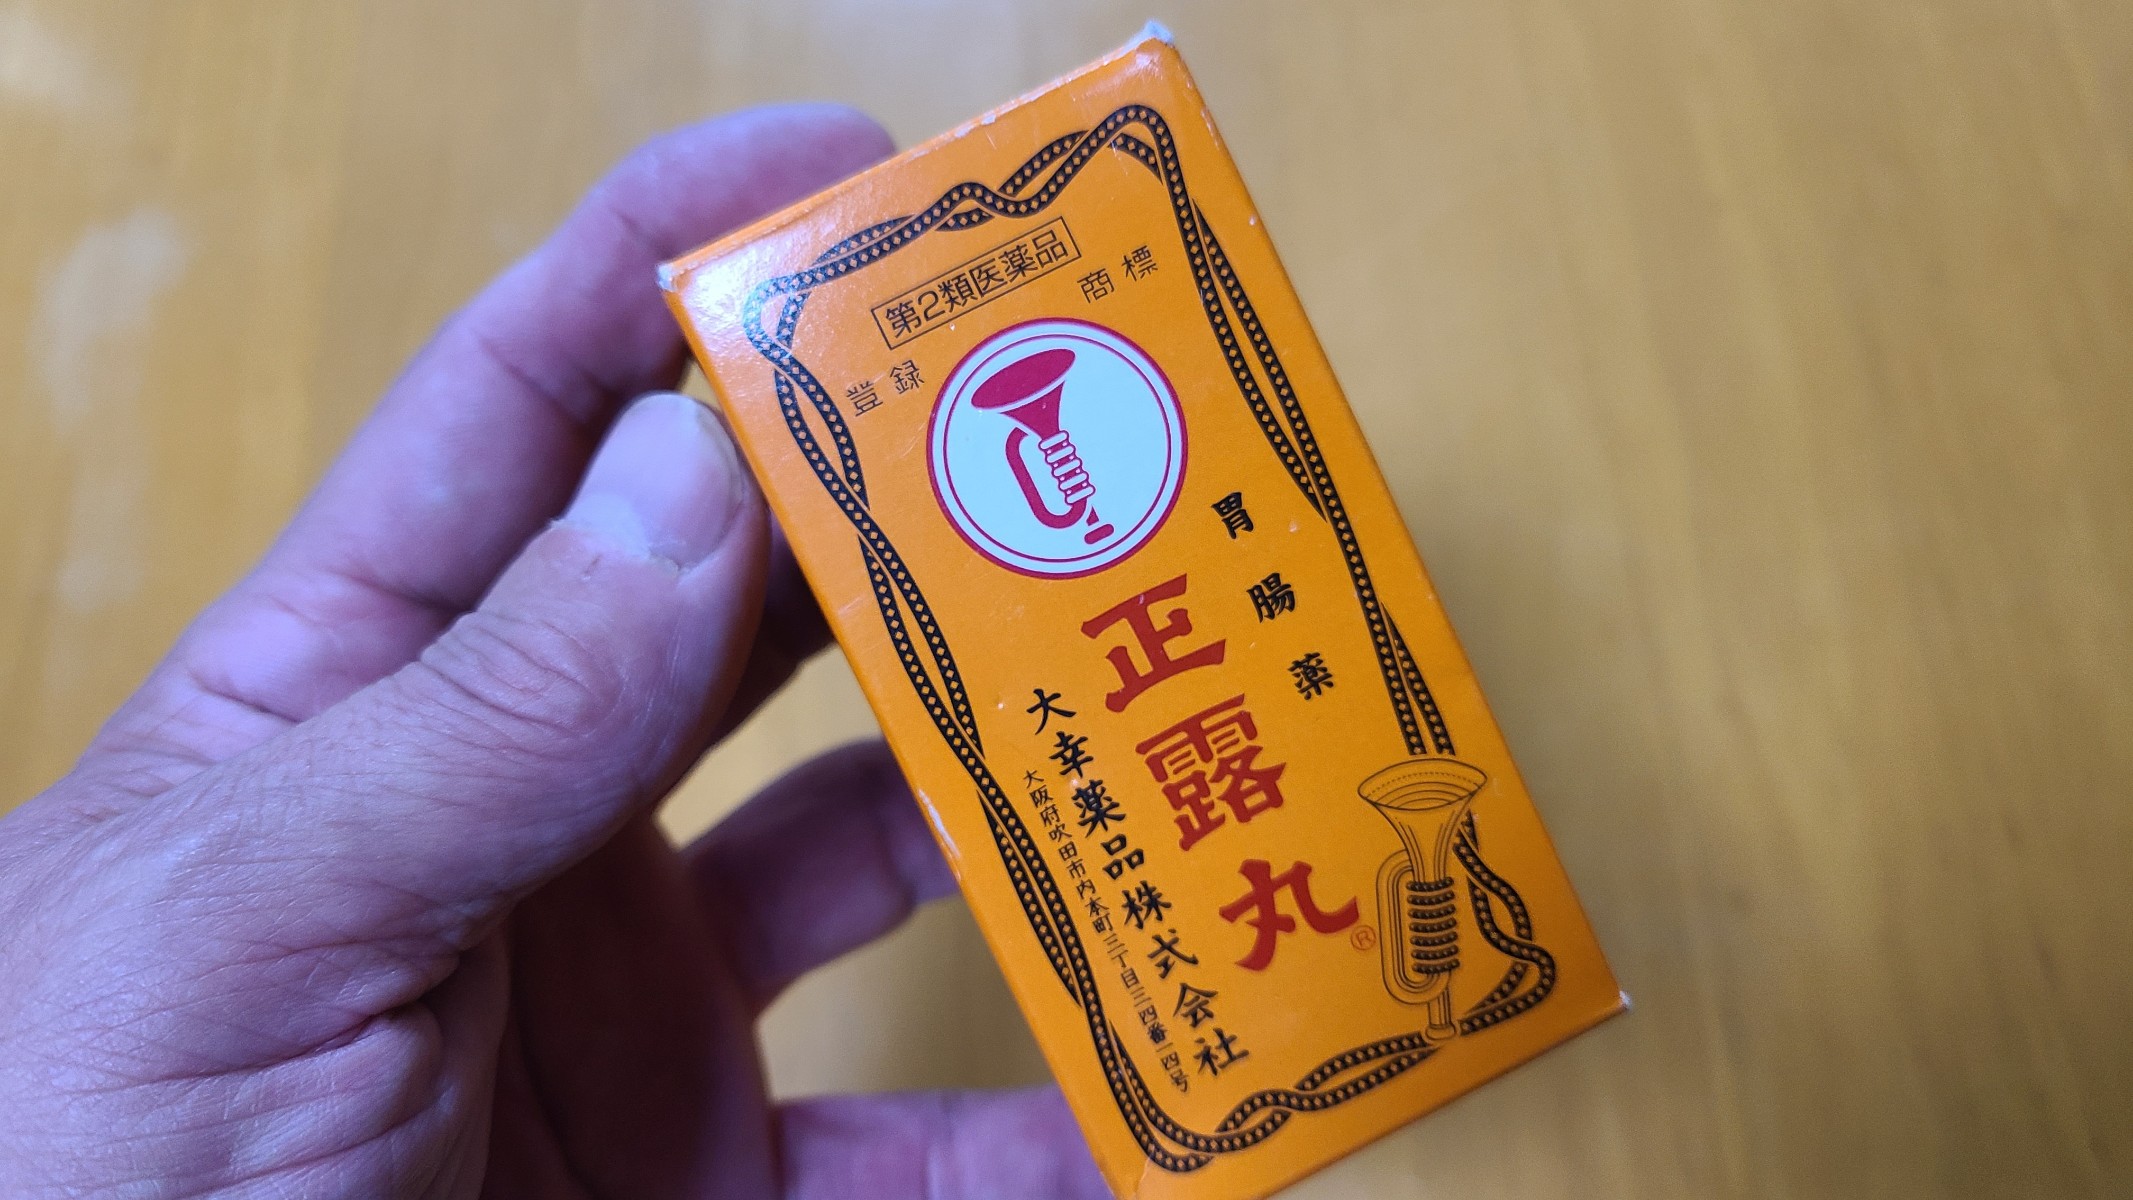 第2類医薬品
登録
商標
胃腸薬
正露丸®
大幸薬品株式会社
大阪府吹田市内本町三丁目三四番一四号